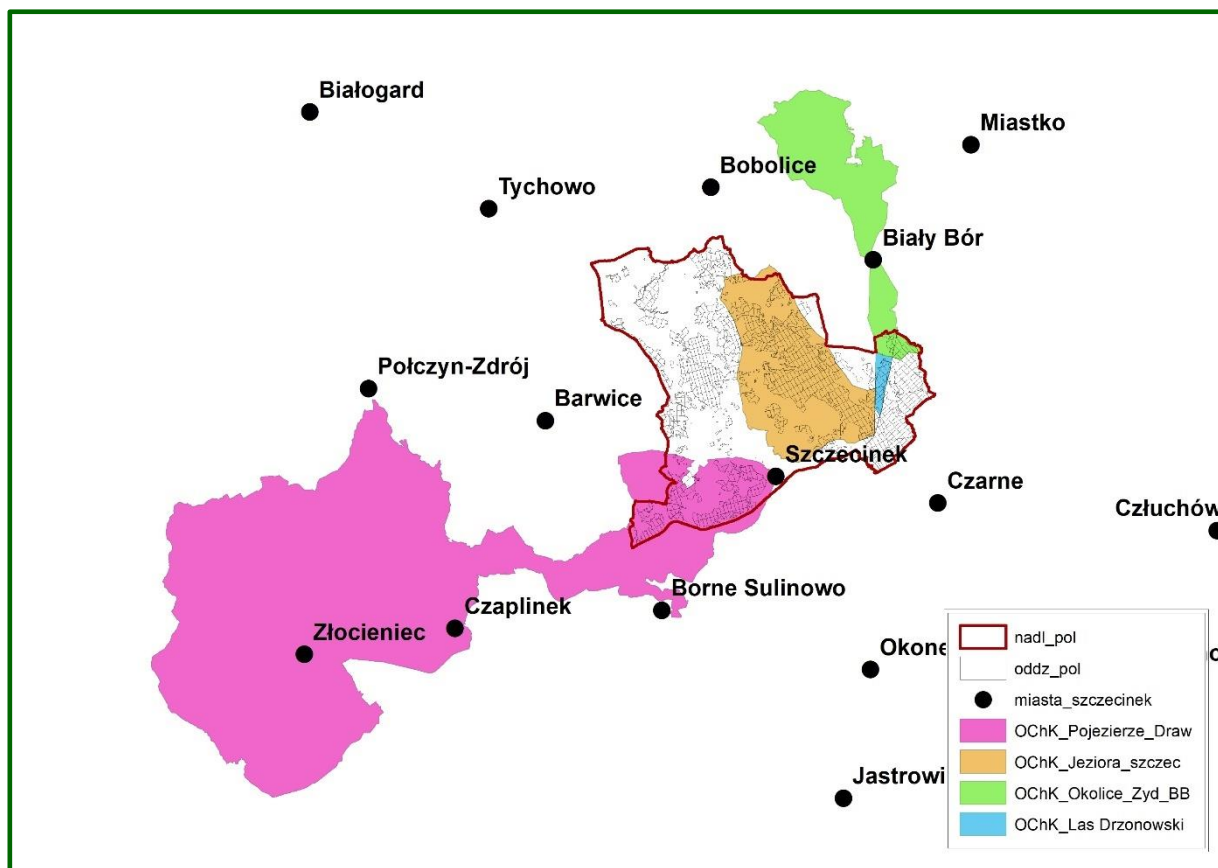 Białogard
Miastko
Bobolice
Tychowo
Biały Bór
Połczyn-Zdrój
Barwice
Szczecinek
Czarne
Człuchów
Borne Sulinowo
Czaplinek
Złocieniec
Okone
Jastrowi
nadl_pol
oddz_pol
miasta_szczecinek
OChK_Pojezierze_Draw
OChK_Jeziora_szczec
OChK_Okolice_Zyd_BB
OChK_Las Drzonowski